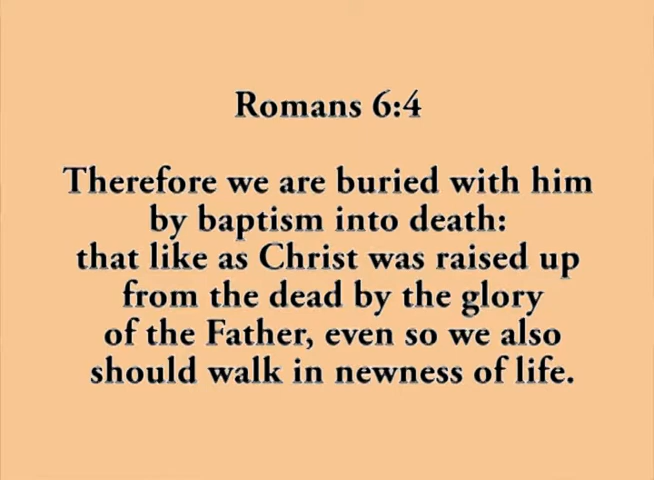 Romans 6:4
Therefore we are buried with him
by baptism into death:
that like as Christ was raised up
from the dead by the glory
of the Father, even so we also
should walk in newness of life.